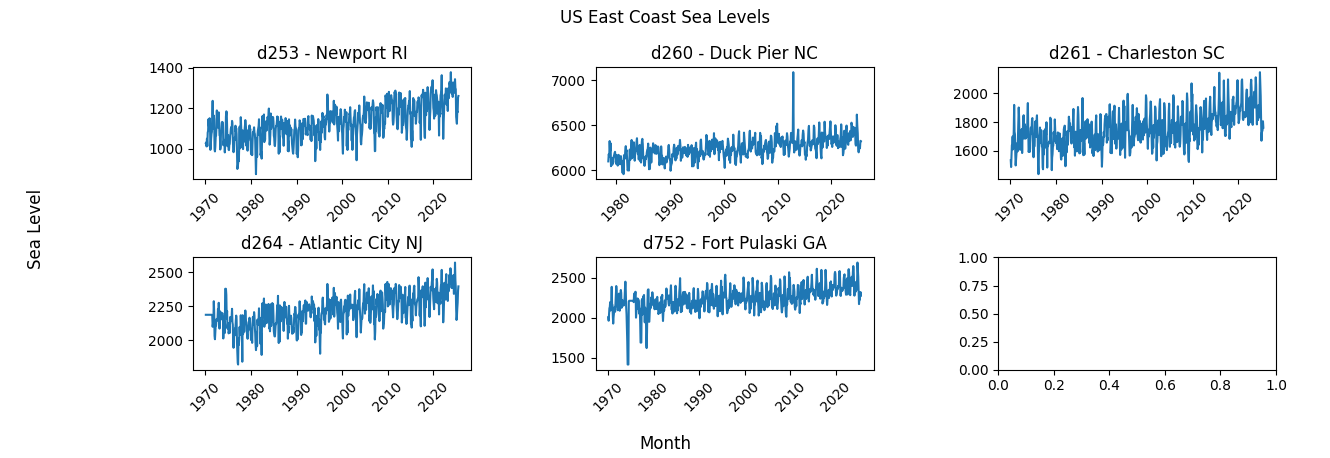 US East Coast Sea Levels
d253 - Newport RI
1400
1200
1000
1970 1980 1990 2000 2010 2020
d260 - Duck Pier NC
7000
6500
6000
1980 1990 2000 2010 2020
d261 - Charleston SC
2000
1800
1600
1970 1980 1990 2000 2010 2020
Sea Level
d264 - Atlantic City NJ
2500
2250
2000
1970 1980 1990 2000 2010 2020
d752 - Fort Pulaski GA
2500
2000
1500
1970 1980 1990 2000 2010 2020
1.00
0.75
0.50
0.25
0.00
0.0 0.2 0.4 0.6 0.8 1.0
Month